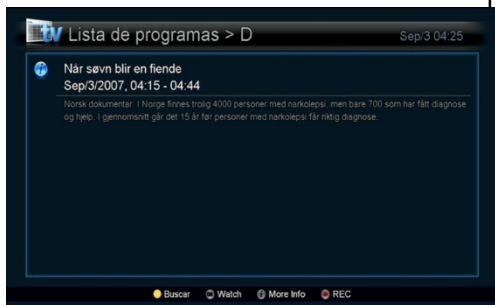 tv Lista de programas > D
Sep/3 04:25
Når søvn blir en fiende
Sep/3/2007, 04:15 - 04:44
Norsk dokumentar. I Norge finnes trolig 4000 personer med narkolepsi, men bare 700 som har fått diagnose
og hjelp. I gjennomsnitt går det 15 år før personer med narkolepsi får riktig diagnose.
Buscar Watch More Info REC